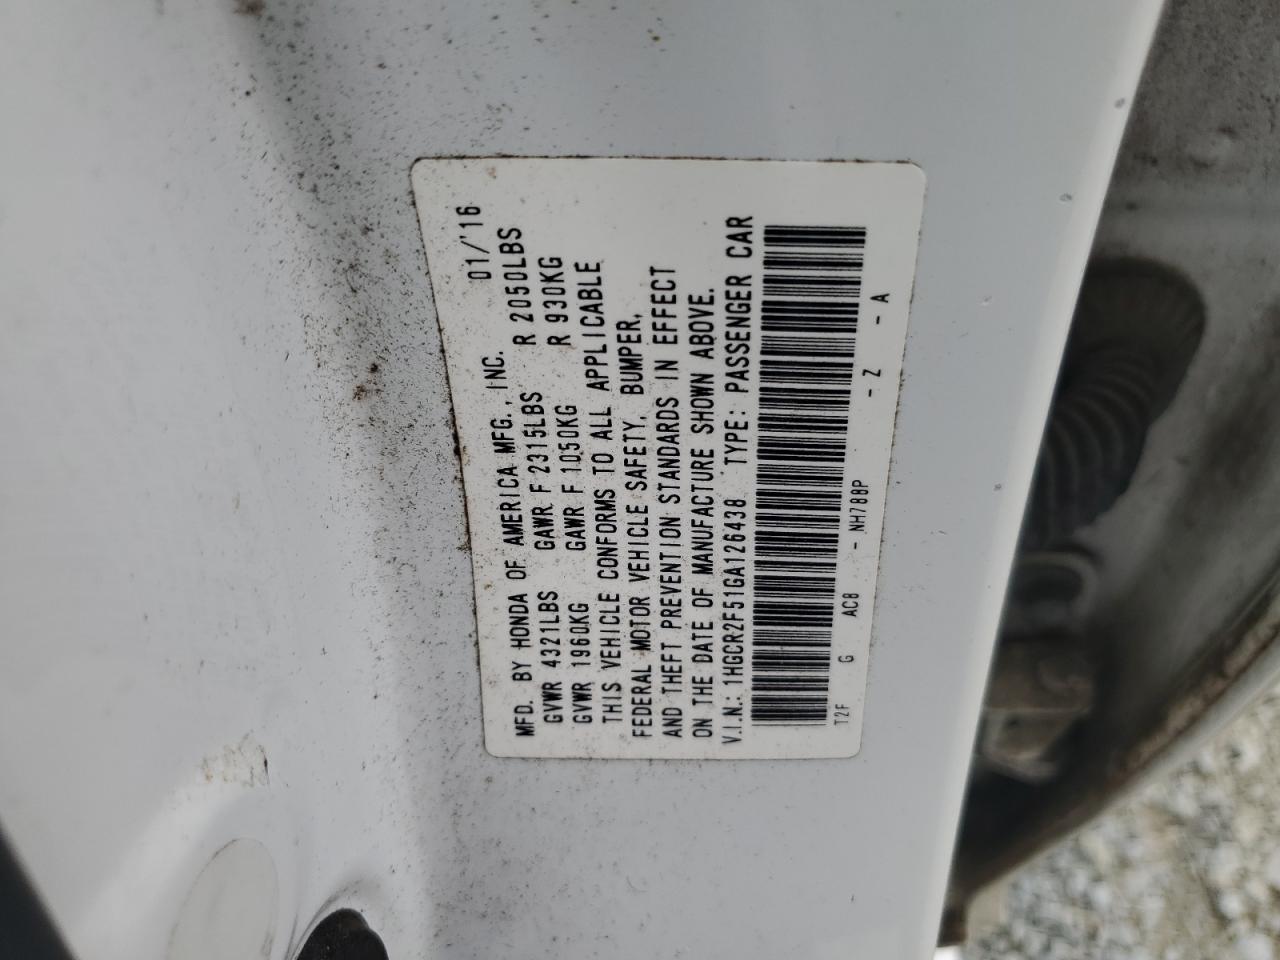 MFD. BY HONDA OF AMERICA MFG., INC. 01/'16
GVWR 4321LBS GAWR F 2315LBS R 2050LBS
GVWR 1960KG GAWR F 1050KG R 930KG
THIS VEHICLE CONFORMS TO ALL APPLICABLE
FEDERAL MOTOR VEHICLE SAFETY, BUMPER,
AND THEFT PREVENTION STANDARDS IN EFFECT
ON THE DATE OF MANUFACTURE SHOWN ABOVE.
V.I.N.: 1HGCR2F51GA126438 TYPE: PASSENGER CAR
T2F G AC8 - NH788P - Z - A